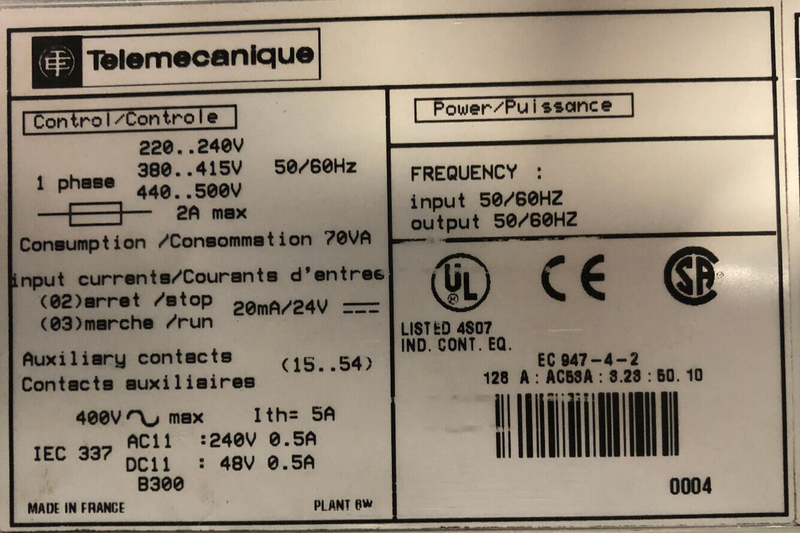 TE Telemecanique
Control/Controle
220..240V
380..415V 50/60Hz
1 phase
440..500V
2A max
Consumption /Consommation 70VA
input currents/Courants d'entree
(02)arret /stop
20mA/24V
(03)marche /run
Auxiliary contacts
(15..54)
Contacts auxiliaires
400V max Ith= 5A
IEC 337
AC11 :240V 0.5A
DC11 : 48V 0.5A
B300
MADE IN FRANCE PLANT 6W
Power/Puissance
FREQUENCY :
input 50/60HZ
output 50/60HZ
UL ® CE SA
LISTED 4S07
IND. CONT. EQ.
EC 947-4-2
128 A : AC53A : 3.23 : 50. 10
0004